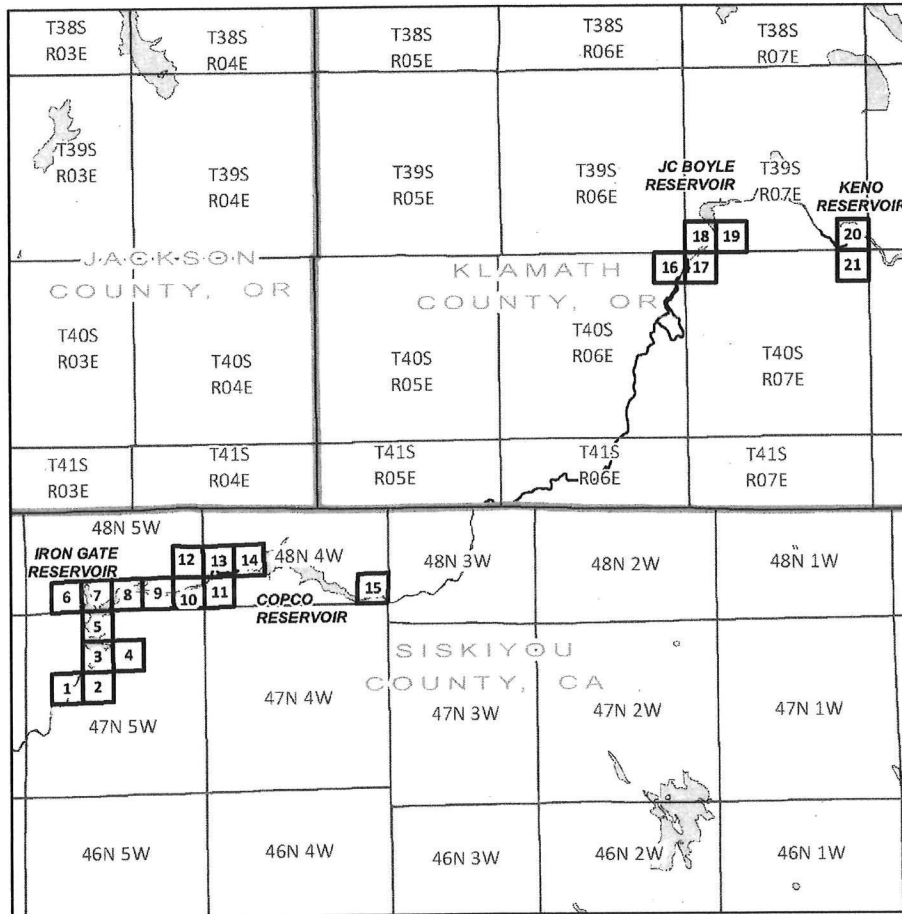 T38S
R03E
T38S
R04E
T38S
R05E
T38S
R06E
T38S
R07E
T39S
R03E
T39S
R04E
T39S
R05E
T39S
R06E
JC BOYLE
RESERVOIR
T39S
R07E
KENO
RESERVOIR
18
19
20
16
17
21
JACKSON
COUNTY, OR
KLAMATH
COUNTY, OR
T40S
R03E
T40S
R04E
T40S
R05E
T40S
R06E
T40S
R07E
T41S
R03E
T41S
R04E
T41S
R05E
T41S
R06E
T41S
R07E
48N 5W
IRON GATE
RESERVOIR
12
13
14
48N 4W
48N 3W
48N 2W
48N 1W
6
7
8
9
10
11
15
COPCO
RESERVOIR
5
3
4
1
2
SISKIYOU
COUNTY, CA
47N 5W
47N 4W
47N 3W
47N 2W
47N 1W
46N 5W
46N 4W
46N 3W
46N 2W
46N 1W